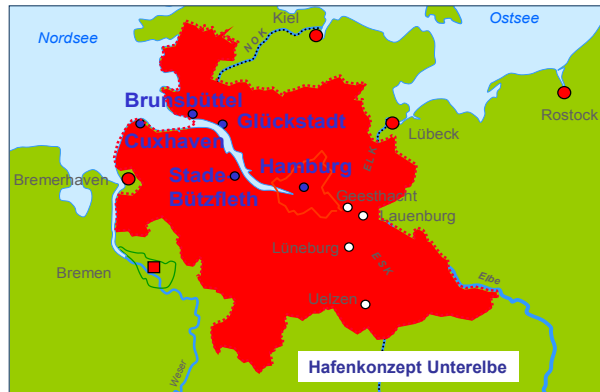 Nordsee
Ostsee
Kiel
NOK
Brunsbüttel
Glückstadt
Cuxhaven
Rostock
Lübeck
ELK
Stade
Bützfleth
Hamburg
Bremerhaven
Geesthacht
Lauenburg
Lüneburg
ESK
Bremen
Elbe
Uelzen
Weser
Hafenkonzept Unterelbe